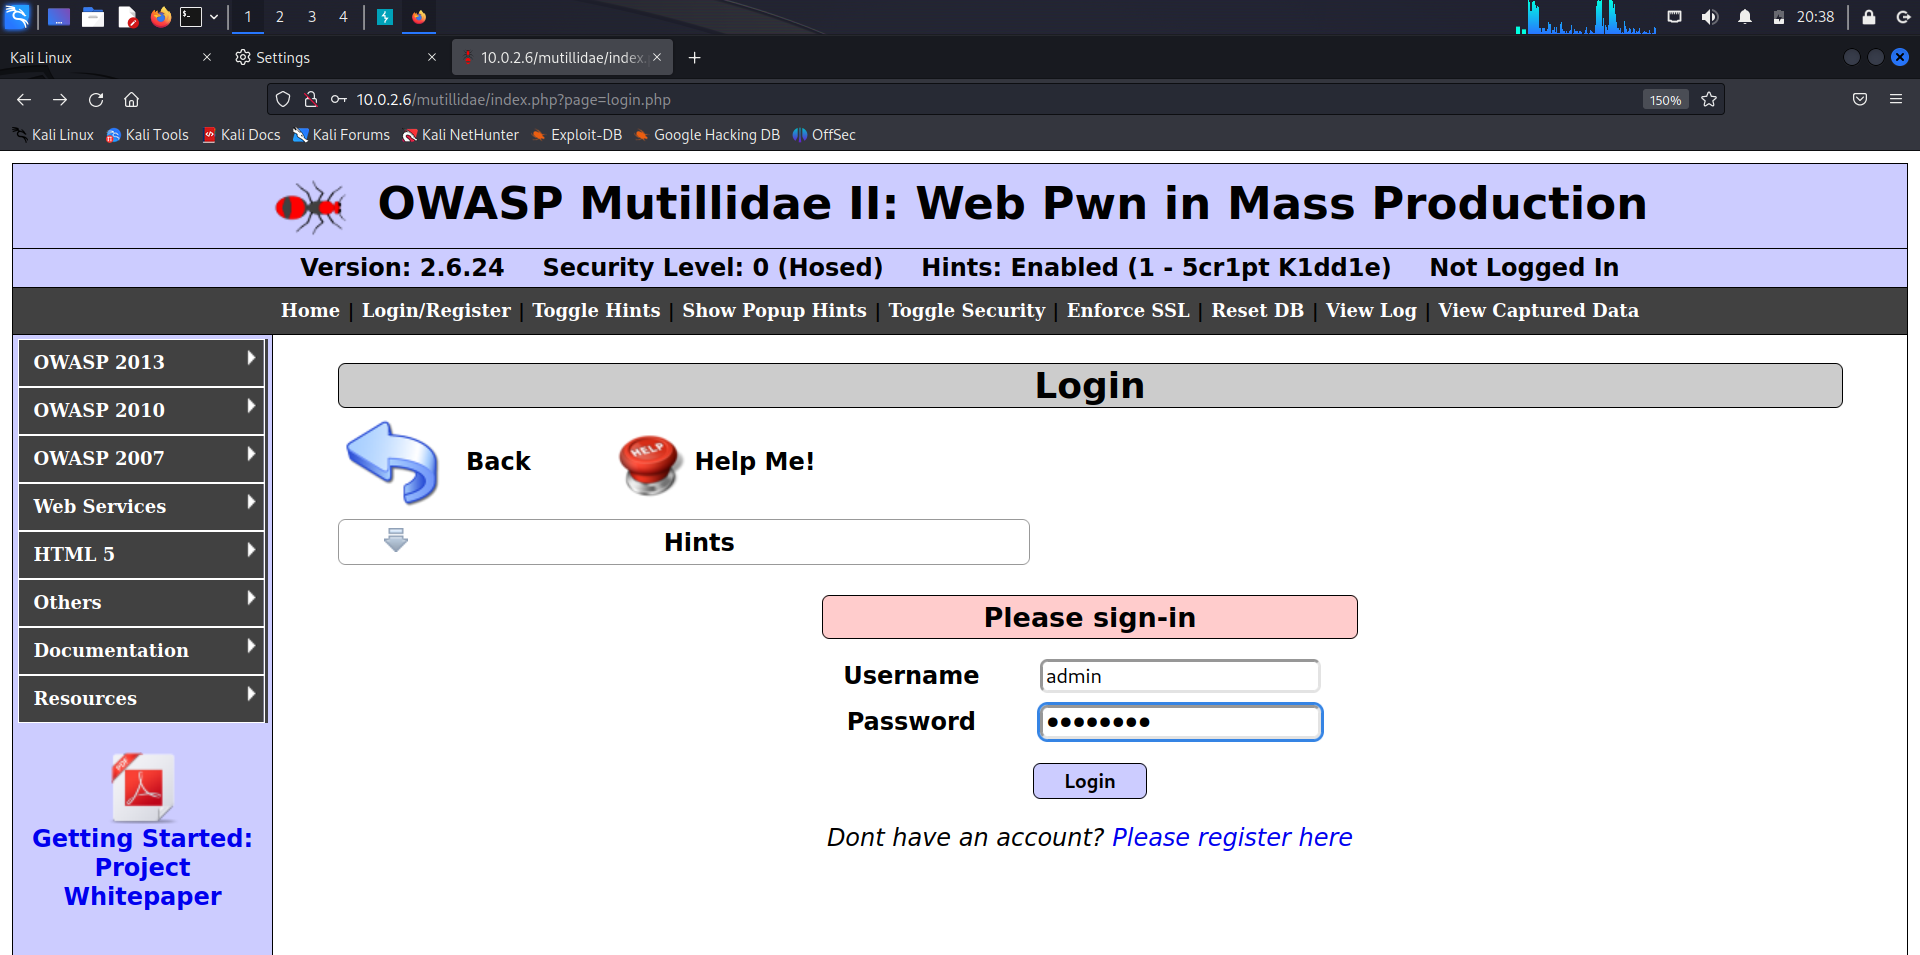 1 2 3 4 20:38
Kali Linux Settings 10.0.2.6/mutillidae/index.
10.0.2.6/mutillidae/index.php?page=login.php 150%
Kali Linux Kali Tools Kali Docs Kali Forums Kali NetHunter Exploit-DB Google Hacking DB OffSec
OWASP Mutillidae II: Web Pwn in Mass Production
Version: 2.6.24 Security Level: 0 (Hosed) Hints: Enabled (1 - 5cr1pt K1dd1e) Not Logged In
Home | Login/Register | Toggle Hints | Show Popup Hints | Toggle Security | Enforce SSL | Reset DB | View Log | View Captured Data
OWASP 2013
OWASP 2010
OWASP 2007
Web Services
HTML 5
Others
Documentation
Resources
PDF
Getting Started:
Project
Whitepaper
Login
Back HELP Help Me!
Hints
Please sign-in
Username admin
Password ••••••••
Login
Dont have an account? Please register here